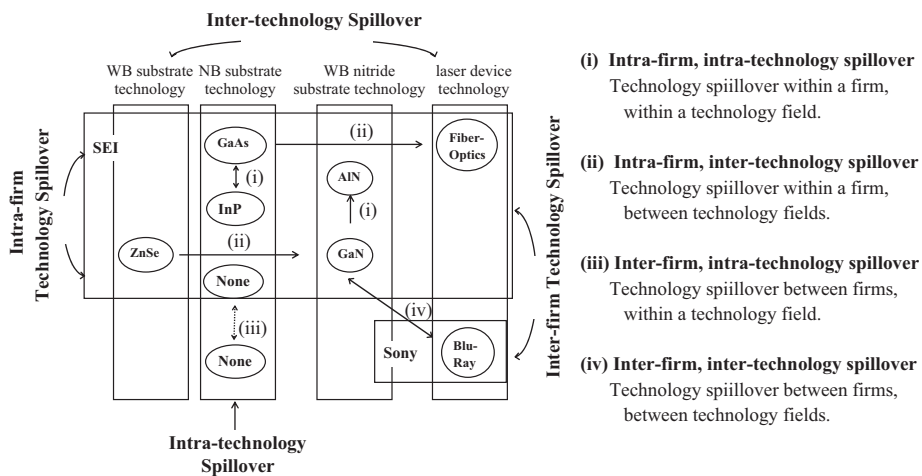 Inter-technology Spillover
WB substrate
technology
NB substrate
technology
WB nitride
substrate technology
laser device
technology
SEI
GaAs
(ii)
Fiber-
Optics
(i)
AlN
InP
(i)
(ii)
ZnSe
GaN
None
(iii)
(iv)
None
Sony
Blu-
Ray
Intra-technology
Spillover
Intra-firm
Technology Spillover
Inter-firm Technology Spillover
(i) Intra-firm, intra-technology spillover
Technology spiillover within a firm,
within a technology field.
(ii) Intra-firm, inter-technology spillover
Technology spiillover within a firm,
between technology fields.
(iii) Inter-firm, intra-technology spillover
Technology spiillover between firms,
within a technology field.
(iv) Inter-firm, inter-technology spillover
Technology spiillover between firms,
between technology fields.